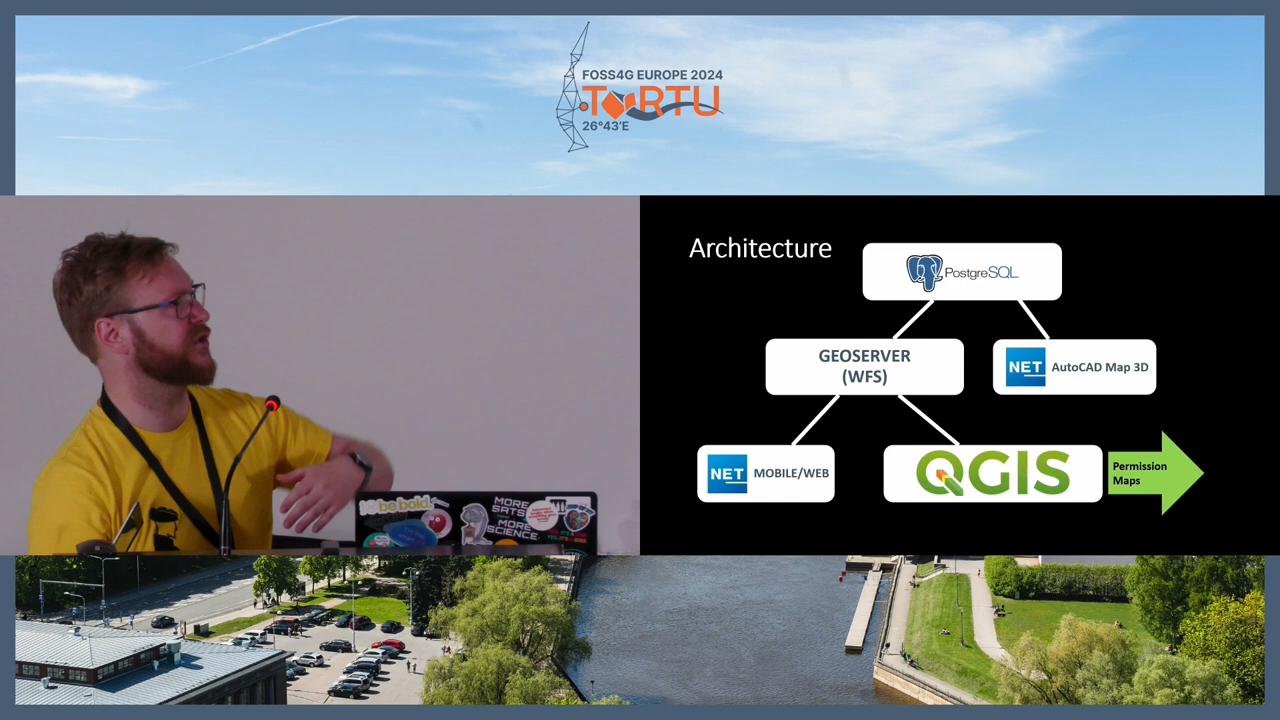 FOSS4G EUROPE 2024
TORTU
26°43'E
Architecture
PostgreSQL
GEOSERVER
(WFS)
NET AutoCAD Map 3D
NET MOBILE/WEB
QGIS
Permission
Maps
be bold.
MORE
SATS
MORE
SCIENCE